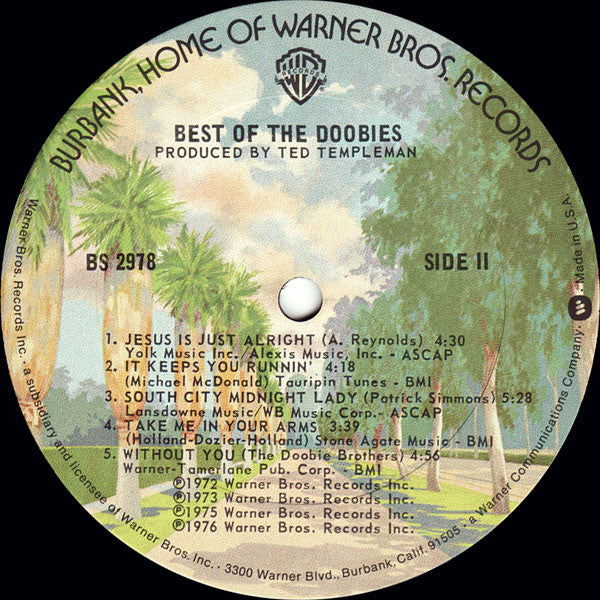 BURBANK, HOME OF WARNER BROS. RECORDS
RECORDS
BEST OF THE DOOBIES
PRODUCED BY TED TEMPLEMAN
BS 2978
SIDE II
1. JESUS IS JUST ALRIGHT (A. Reynolds) 4:30
Yolk Music Inc./Alexis Music, Inc. - ASCAP
2. IT KEEPS YOU RUNNIN' 4:18
(Michael McDonald) Tauripin Tunes - BMI
3. SOUTH CITY MIDNIGHT LADY (Patrick Simmons) 5:28
Lansdowne Music/WB Music Corp.- ASCAP
4. TAKE ME IN YOUR ARMS 3:39
(Holland-Dozier-Holland) Stone Agate Music - BMI
5. WITHOUT YOU (The Doobie Brothers) 4:56
Warner-Tamerlane Pub. Corp. - BMI
℗1972 Warner Bros. Records Inc.
℗1973 Warner Bros. Records Inc.
℗1975 Warner Bros. Records Inc.
℗1976 Warner Bros. Records Inc.
Warner Bros. Records Inc. - a subsidiary and licensee of Warner Bros. Inc. - 3300 Warner Blvd., Burbank, Calif. 91505 - a Warner Communications Company. Made in U.S.A.